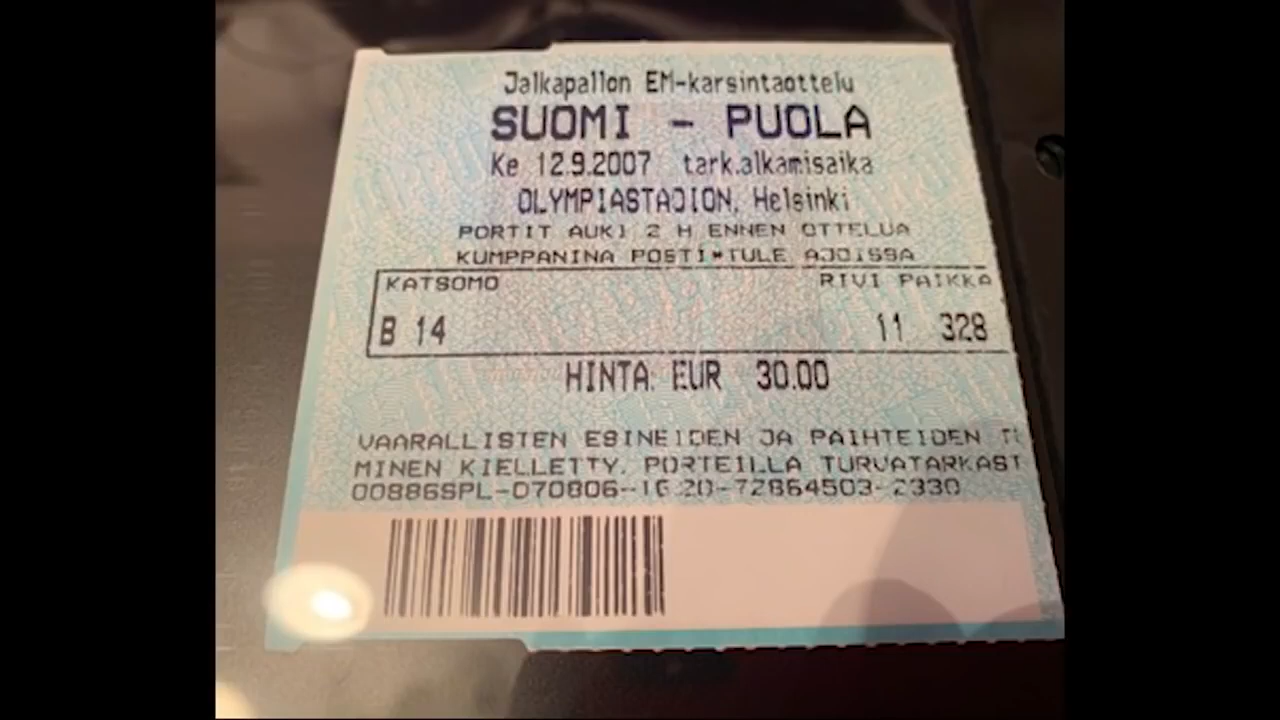 Jalkapallon EM-karsintaottelu
SUOMI - PUOLA
Ke 12.9.2007 tark.alkamisaika
OLYMPIASTADION, Helsinki
PORTIT AUKI 2 H ENNEN OTTELUA
KUMPPANINA POSTI*TULE AJOISSA
KATSOMO RIVI PAIKKA
B 14 11 328
HINTA: EUR 30.00
VAARALLISTEN ESINEIDEN JA PAIHTEIDEN
MINEN KIELLETTY. PORTEILLA TURVATARKAST
00886SPL-070806-16:20-72864503-2330